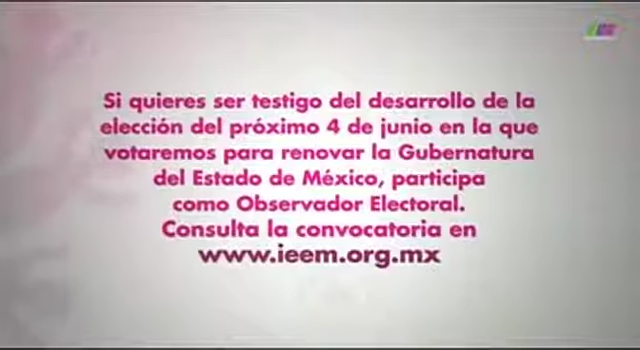 Si quieres ser testigo del desarrollo de la
elección del próximo 4 de junio en la que
votaremos para renovar la Gubernatura
del Estado de México, participa
como Observador Electoral.
Consulta la convocatoria en
www.ieem.org.mx